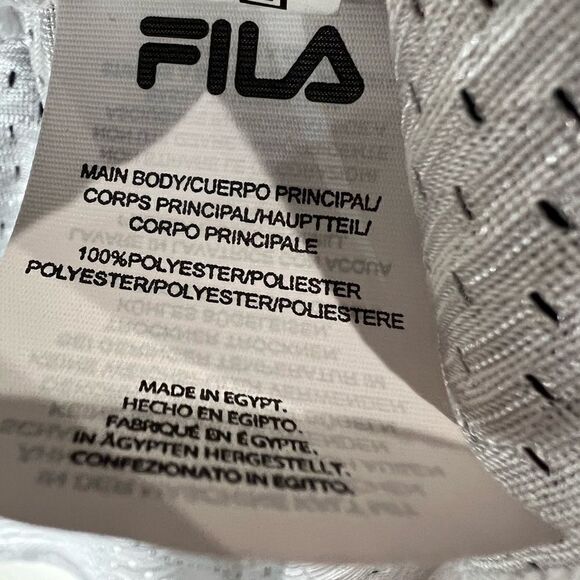 FILA
MAIN BODY/CUERPO PRINCIPAL/
CORPS PRINCIPAL/HAUPTTEIL/
CORPO PRINCIPALE
100%POLYESTER/POLIESTER
POLYESTER/POLYESTER/POLIESTERE
MADE IN EGYPT.
HECHO EN EGIPTO.
FABRIQUÉ EN ÉGYPTE.
IN ÄGYPTEN HERGESTELLT.
CONFEZIONATO IN EGITTO.